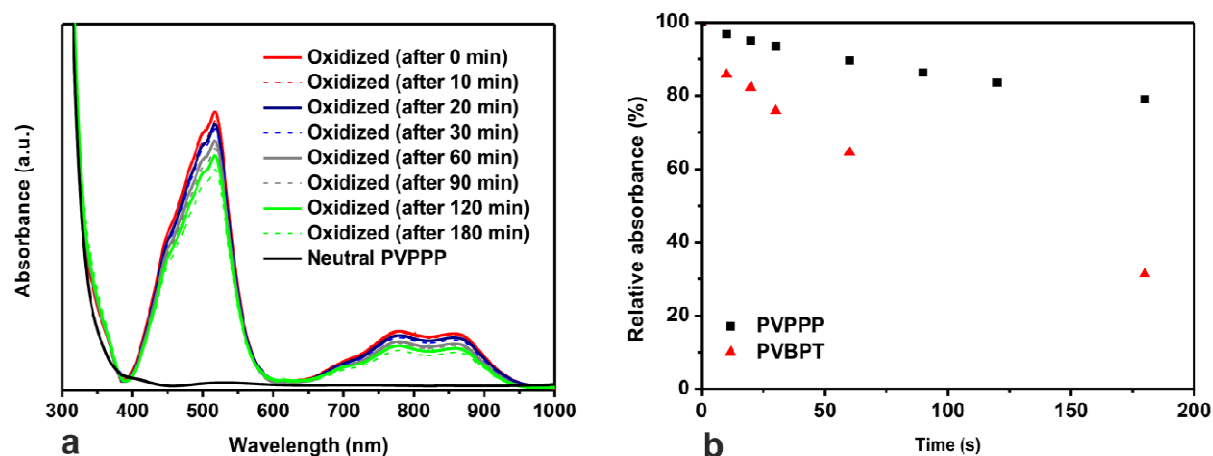 Absorbance (a.u.)
Oxidized (after 0 min)
Oxidized (after 10 min)
Oxidized (after 20 min)
Oxidized (after 30 min)
Oxidized (after 60 min)
Oxidized (after 90 min)
Oxidized (after 120 min)
Oxidized (after 180 min)
Neutral PVPPP
300 400 500 600 700 800 900 1000
Wavelength (nm)
a
Relative absorbance (%)
100
80
60
40
20
0
PVPPP
PVBPT
0 50 100 150 200
Time (s)
b